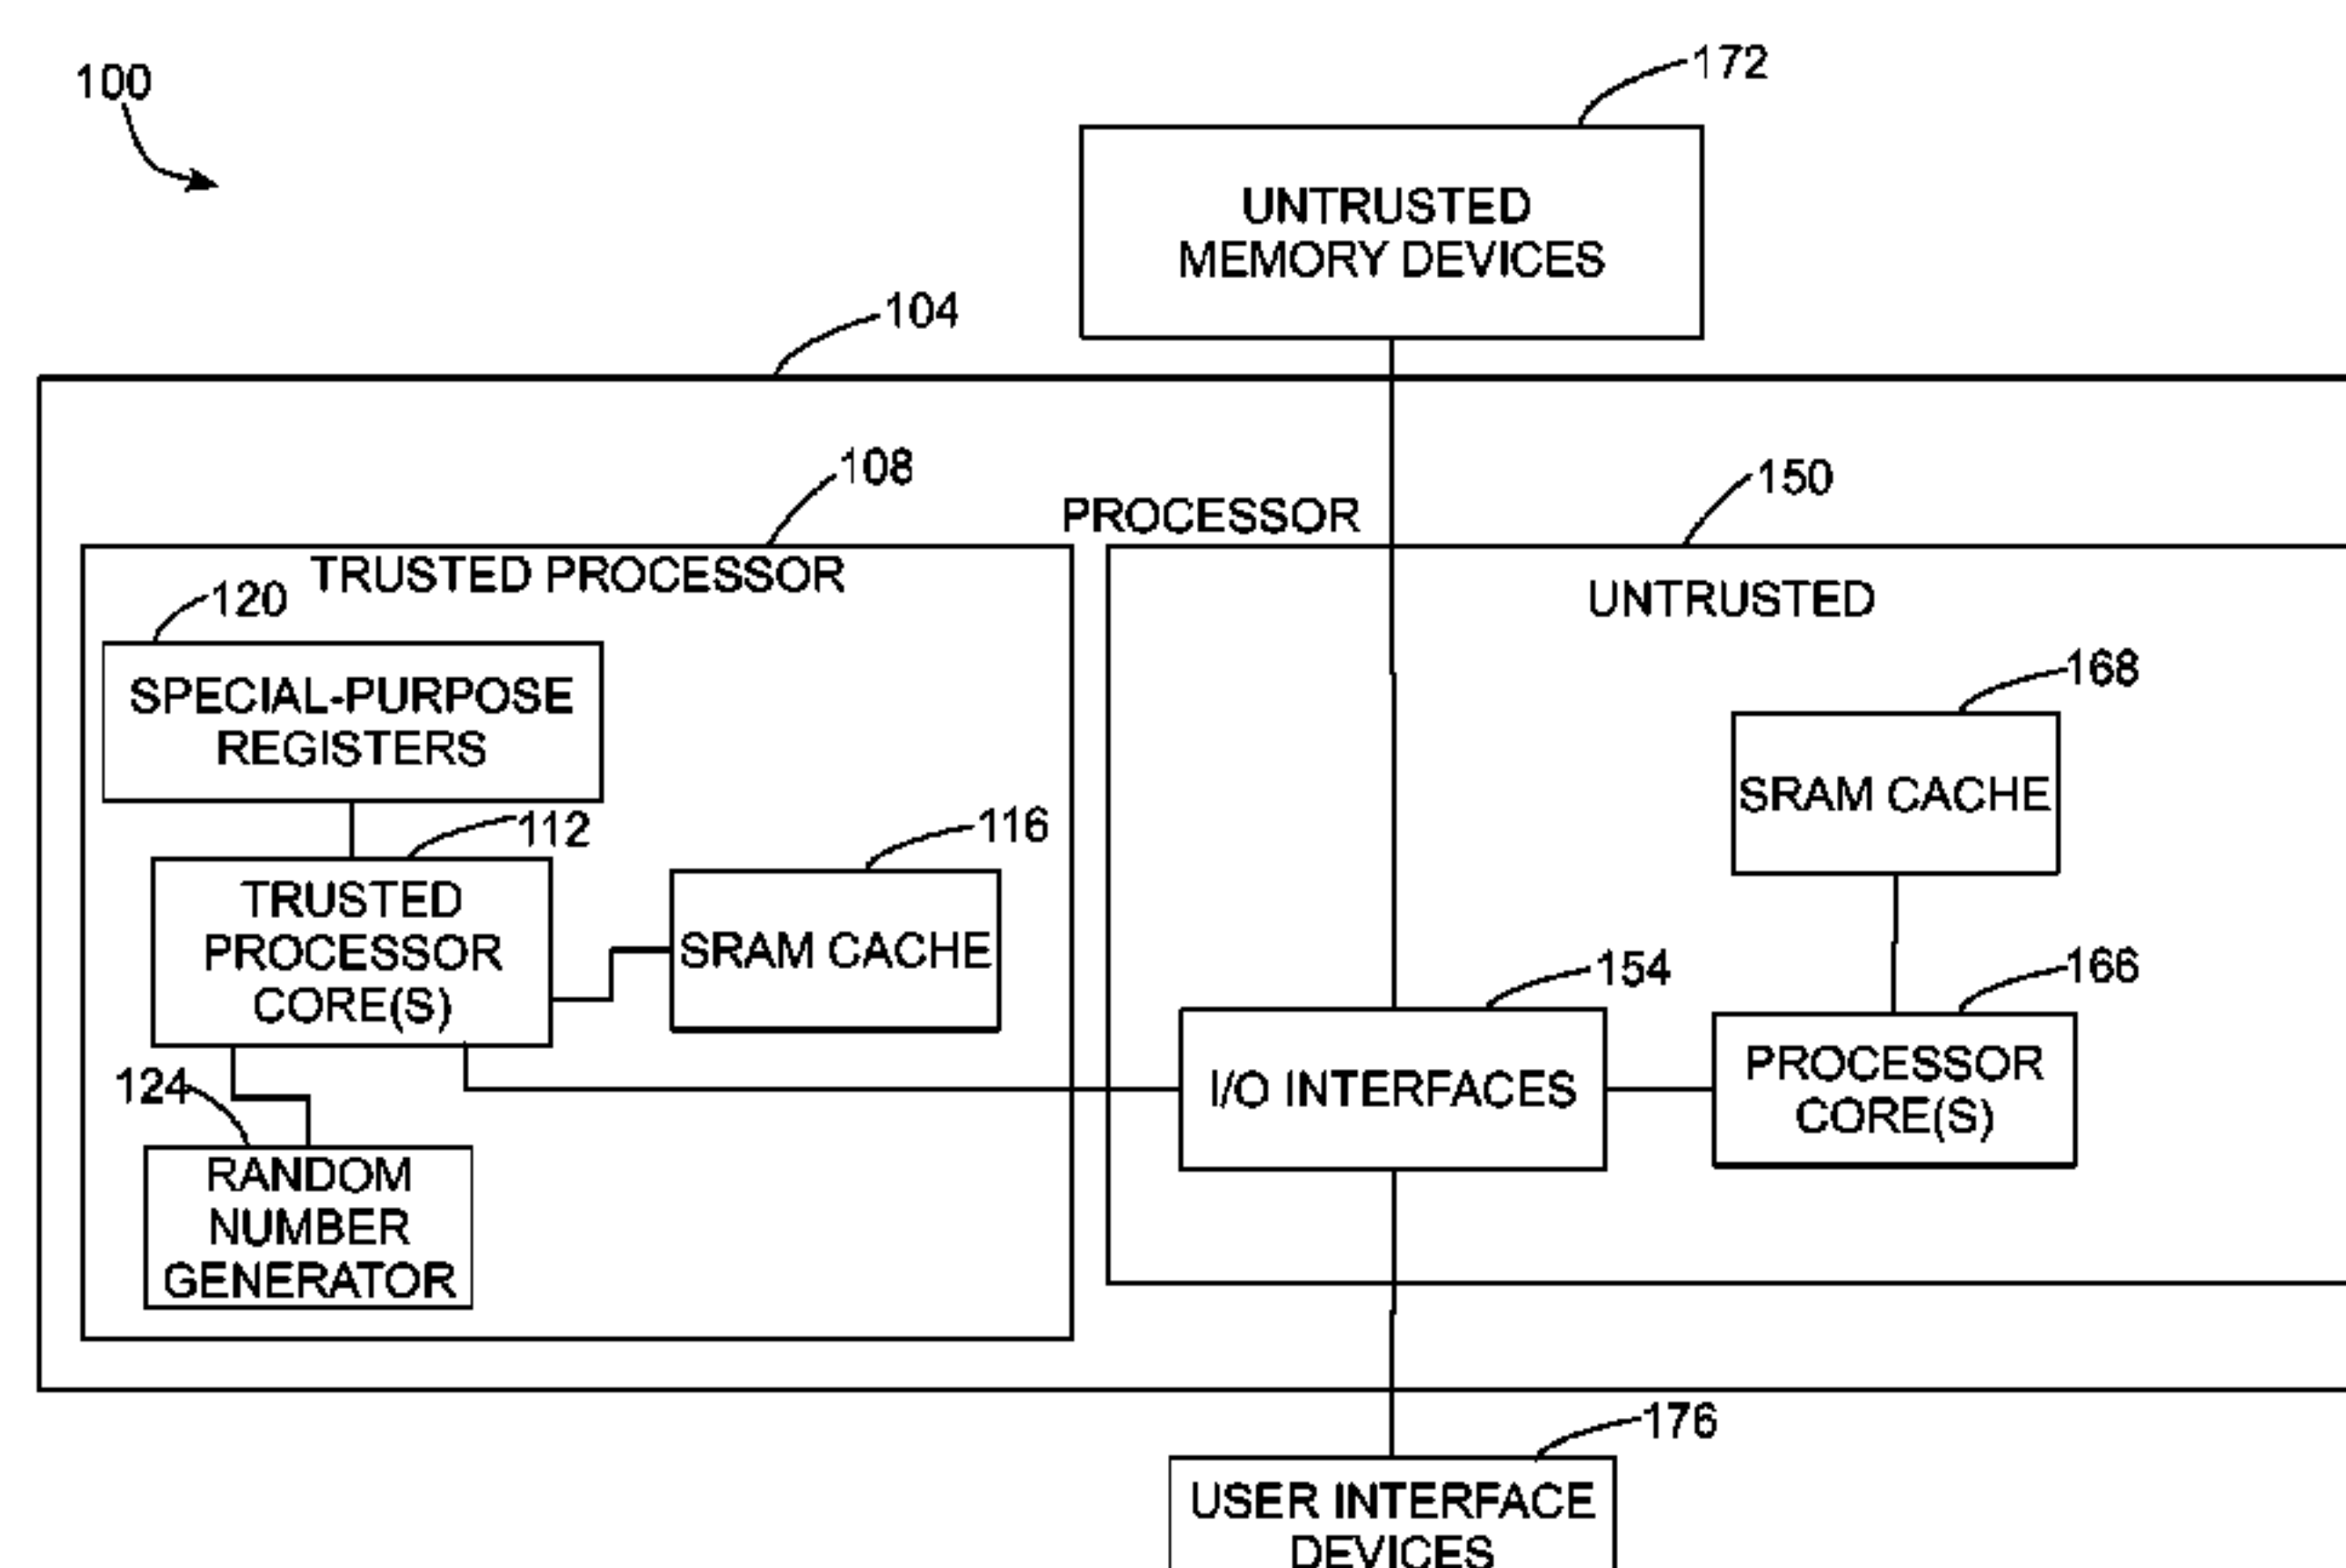 100
172
UNTRUSTED
MEMORY DEVICES
104
108
PROCESSOR
150
TRUSTED PROCESSOR
UNTRUSTED
120
SPECIAL-PURPOSE
REGISTERS
168
SRAM CACHE
112
116
TRUSTED
PROCESSOR
CORE(S)
SRAM CACHE
154
166
I/O INTERFACES
PROCESSOR
CORE(S)
124
RANDOM
NUMBER
GENERATOR
176
USER INTERFACE
DEVICES